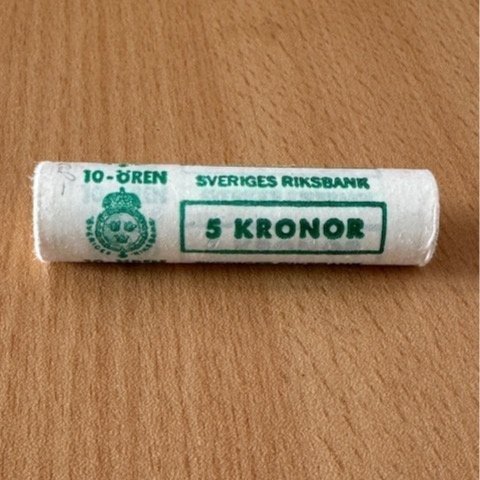 10-ÖREN
SVERIGES RIKSBANK
5 KRONOR